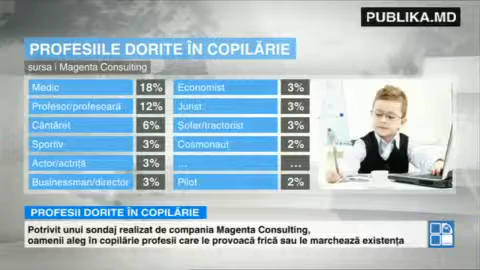 PUBLIKA.MD
PROFESIILE DORITE ÎN COPILĂRIE
sursa | Magenta Consulting
Medic 18% Economist 3%
Profesor/profesoară 12% Jurist 3%
Cântăreț 6% Șofer/tractorist 3%
Sportiv 3% Cosmonaut 2%
Actor/actriță 3% ... ...
Businessman/director 3% Pilot 2%
PROFESII DORITE ÎN COPILĂRIE
Potrivit unui sondaj realizat de compania Magenta Consulting,
oamenii aleg în copilărie profesii care le provoacă frică sau le marchează existența